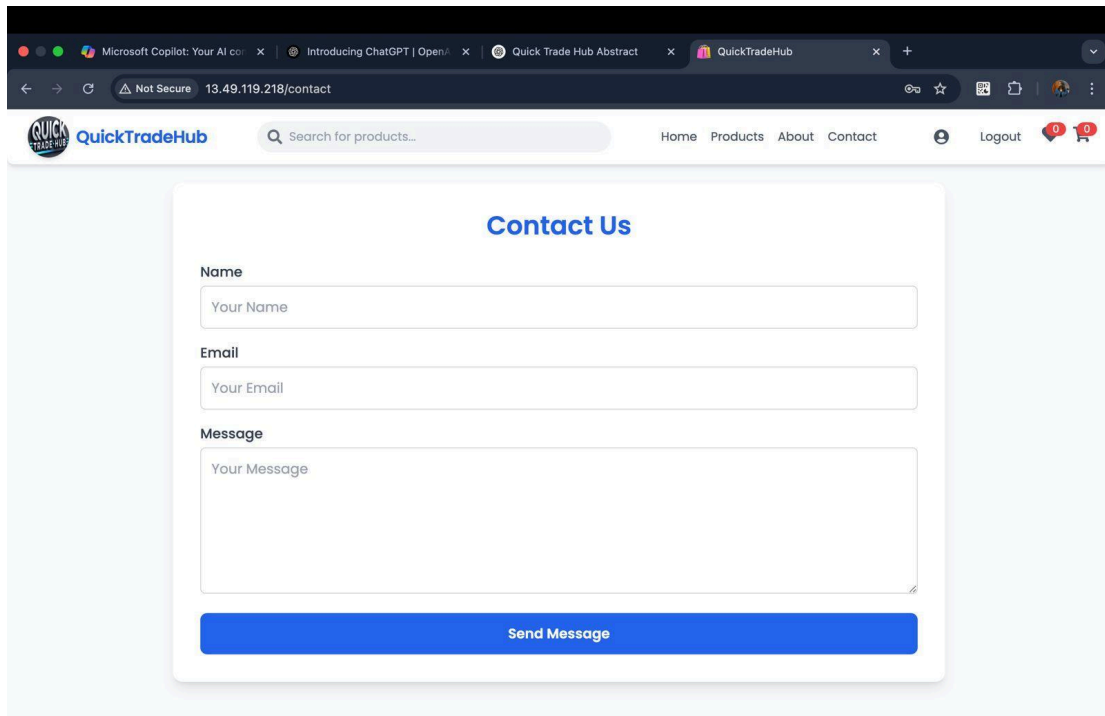 Microsoft Copilot: Your AI co
Introducing ChatGPT | OpenA
Quick Trade Hub Abstract
QuickTradeHub
Not Secure 13.49.119.218/contact
QUICK
TRADE-HUB
QuickTradeHub
Search for products...
Home Products About Contact
Logout
0
0
Contact Us
Name
Your Name
Email
Your Email
Message
Your Message
Send Message